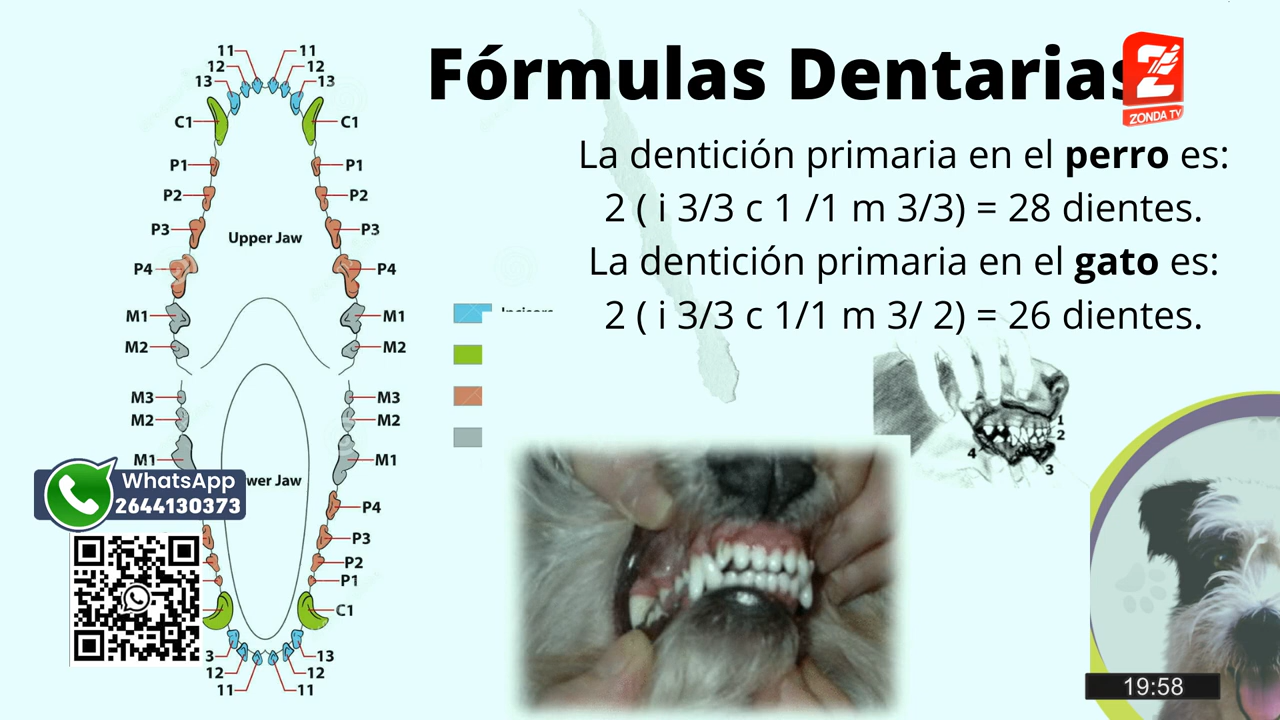 Fórmulas Dentarias
ZONDA TV
La dentición primaria en el perro es:
2 ( i 3/3 c 1 /1 m 3/3) = 28 dientes.
La dentición primaria en el gato es:
2 ( i 3/3 c 1/1 m 3/ 2) = 26 dientes.
11 11
12 12
13 13
C1 C1
P1 P1
P2 P2
P3 P3
Upper Jaw
P4 P4
M1 M1
M2 M2
M3 M3
M2 M2
M1 M1
wer Jaw
P4
P3
P2
P1
C1
3 13
12 12
11 11
WhatsApp
2644130373
1
2
3
4
19:58